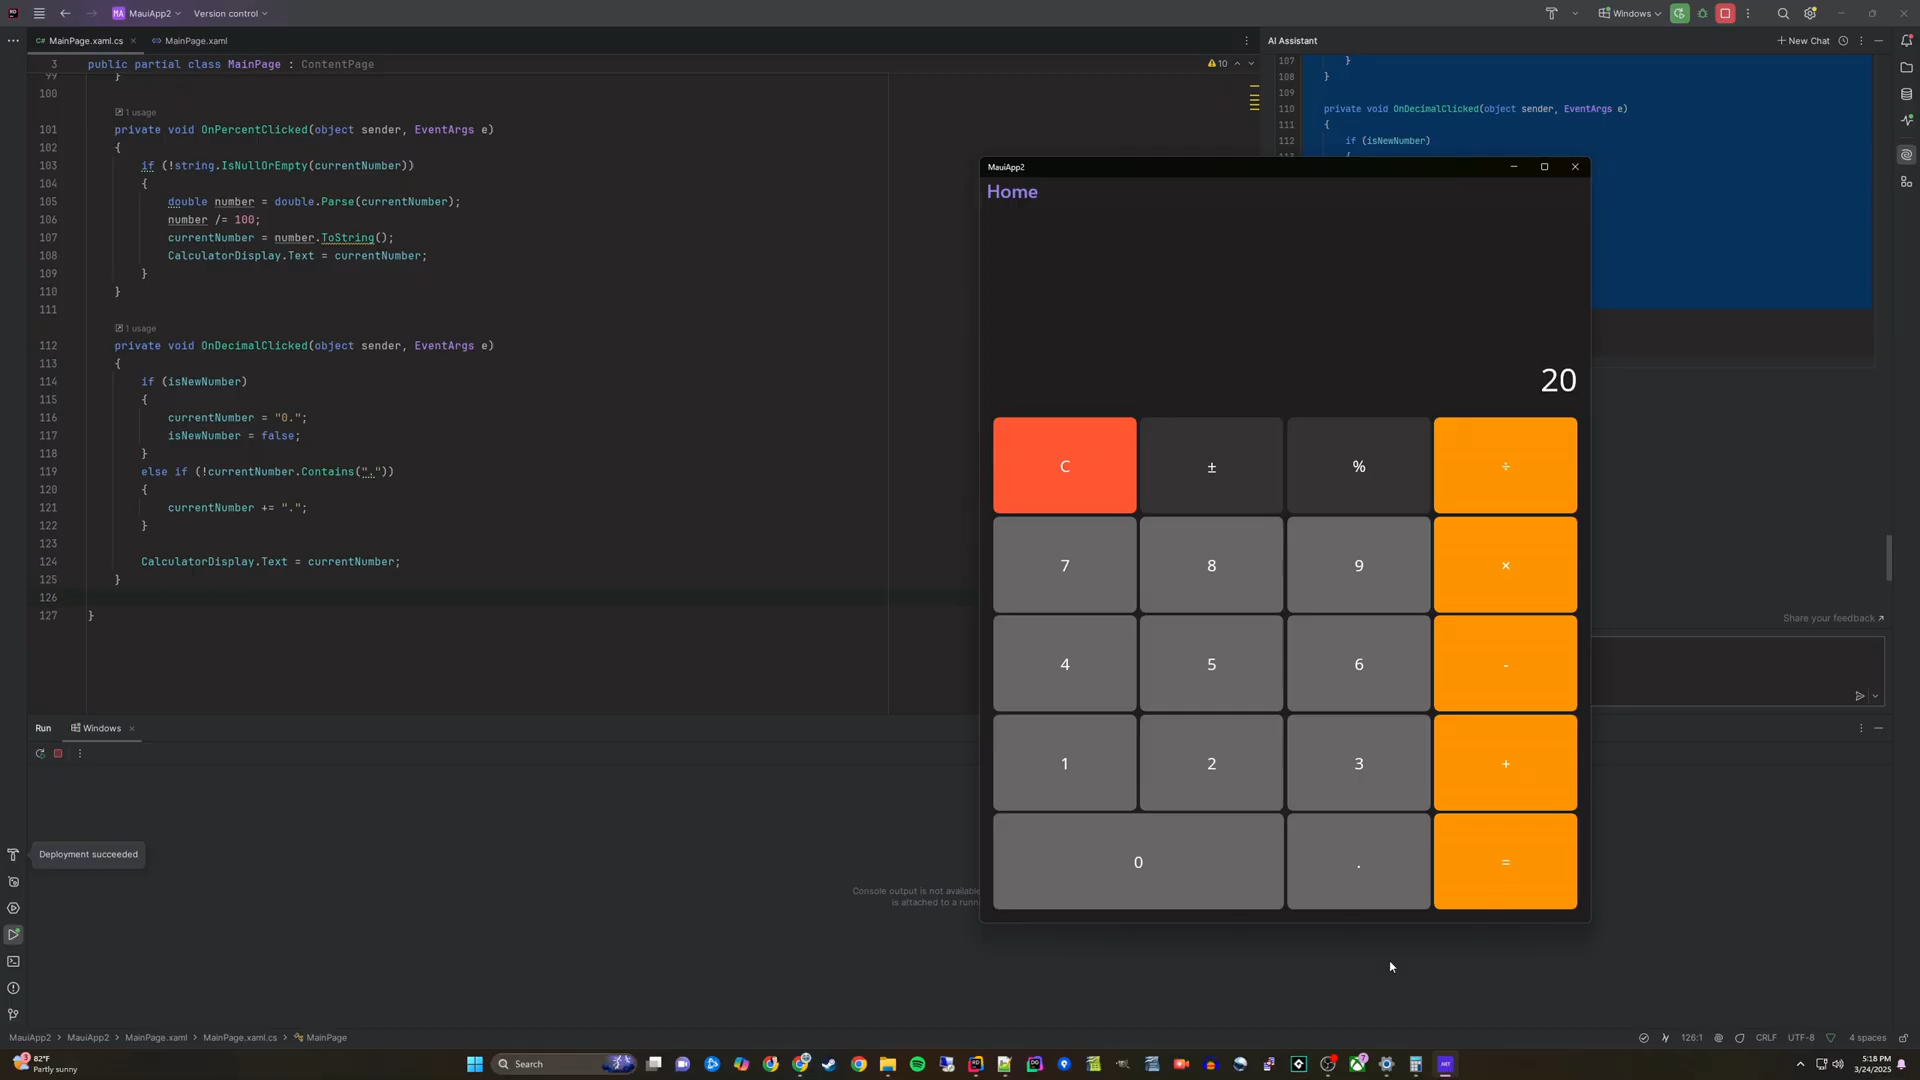 MA MauiApp2 Version control
Windows
C# MainPage.xaml.cs MainPage.xaml
3 public partial class MainPage : ContentPage
10
99 }
100
1 usage
101 private void OnPercentClicked(object sender, EventArgs e)
102 {
103 if (!string.IsNullOrEmpty(currentNumber))
104 {
105 double number = double.Parse(currentNumber);
106 number /= 100;
107 currentNumber = number.ToString();
108 CalculatorDisplay.Text = currentNumber;
109 }
110 }
111
1 usage
112 private void OnDecimalClicked(object sender, EventArgs e)
113 {
114 if (isNewNumber)
115 {
116 currentNumber = "0.";
117 isNewNumber = false;
118 }
119 else if (!currentNumber.Contains("."))
120 {
121 currentNumber += ".";
122 }
123
124 CalculatorDisplay.Text = currentNumber;
125 }
126
127 }
AI Assistant
New Chat
107 }
108 }
109
110 private void OnDecimalClicked(object sender, EventArgs e)
111 {
112 if (isNewNumber)
MauiApp2
Home
20
C ± % ÷
7 8 9 ×
4 5 6 -
1 2 3 +
0 . =
Share your feedback
Run Windows
Deployment succeeded
Console output is not available
is attached to a runn
MauiApp2 > MauiApp2 > MainPage.xaml > MainPage.xaml.cs > MainPage
126:1 CRLF UTF-8 4 spaces
82°F
Partly sunny
Search
5:18 PM
3/24/2025